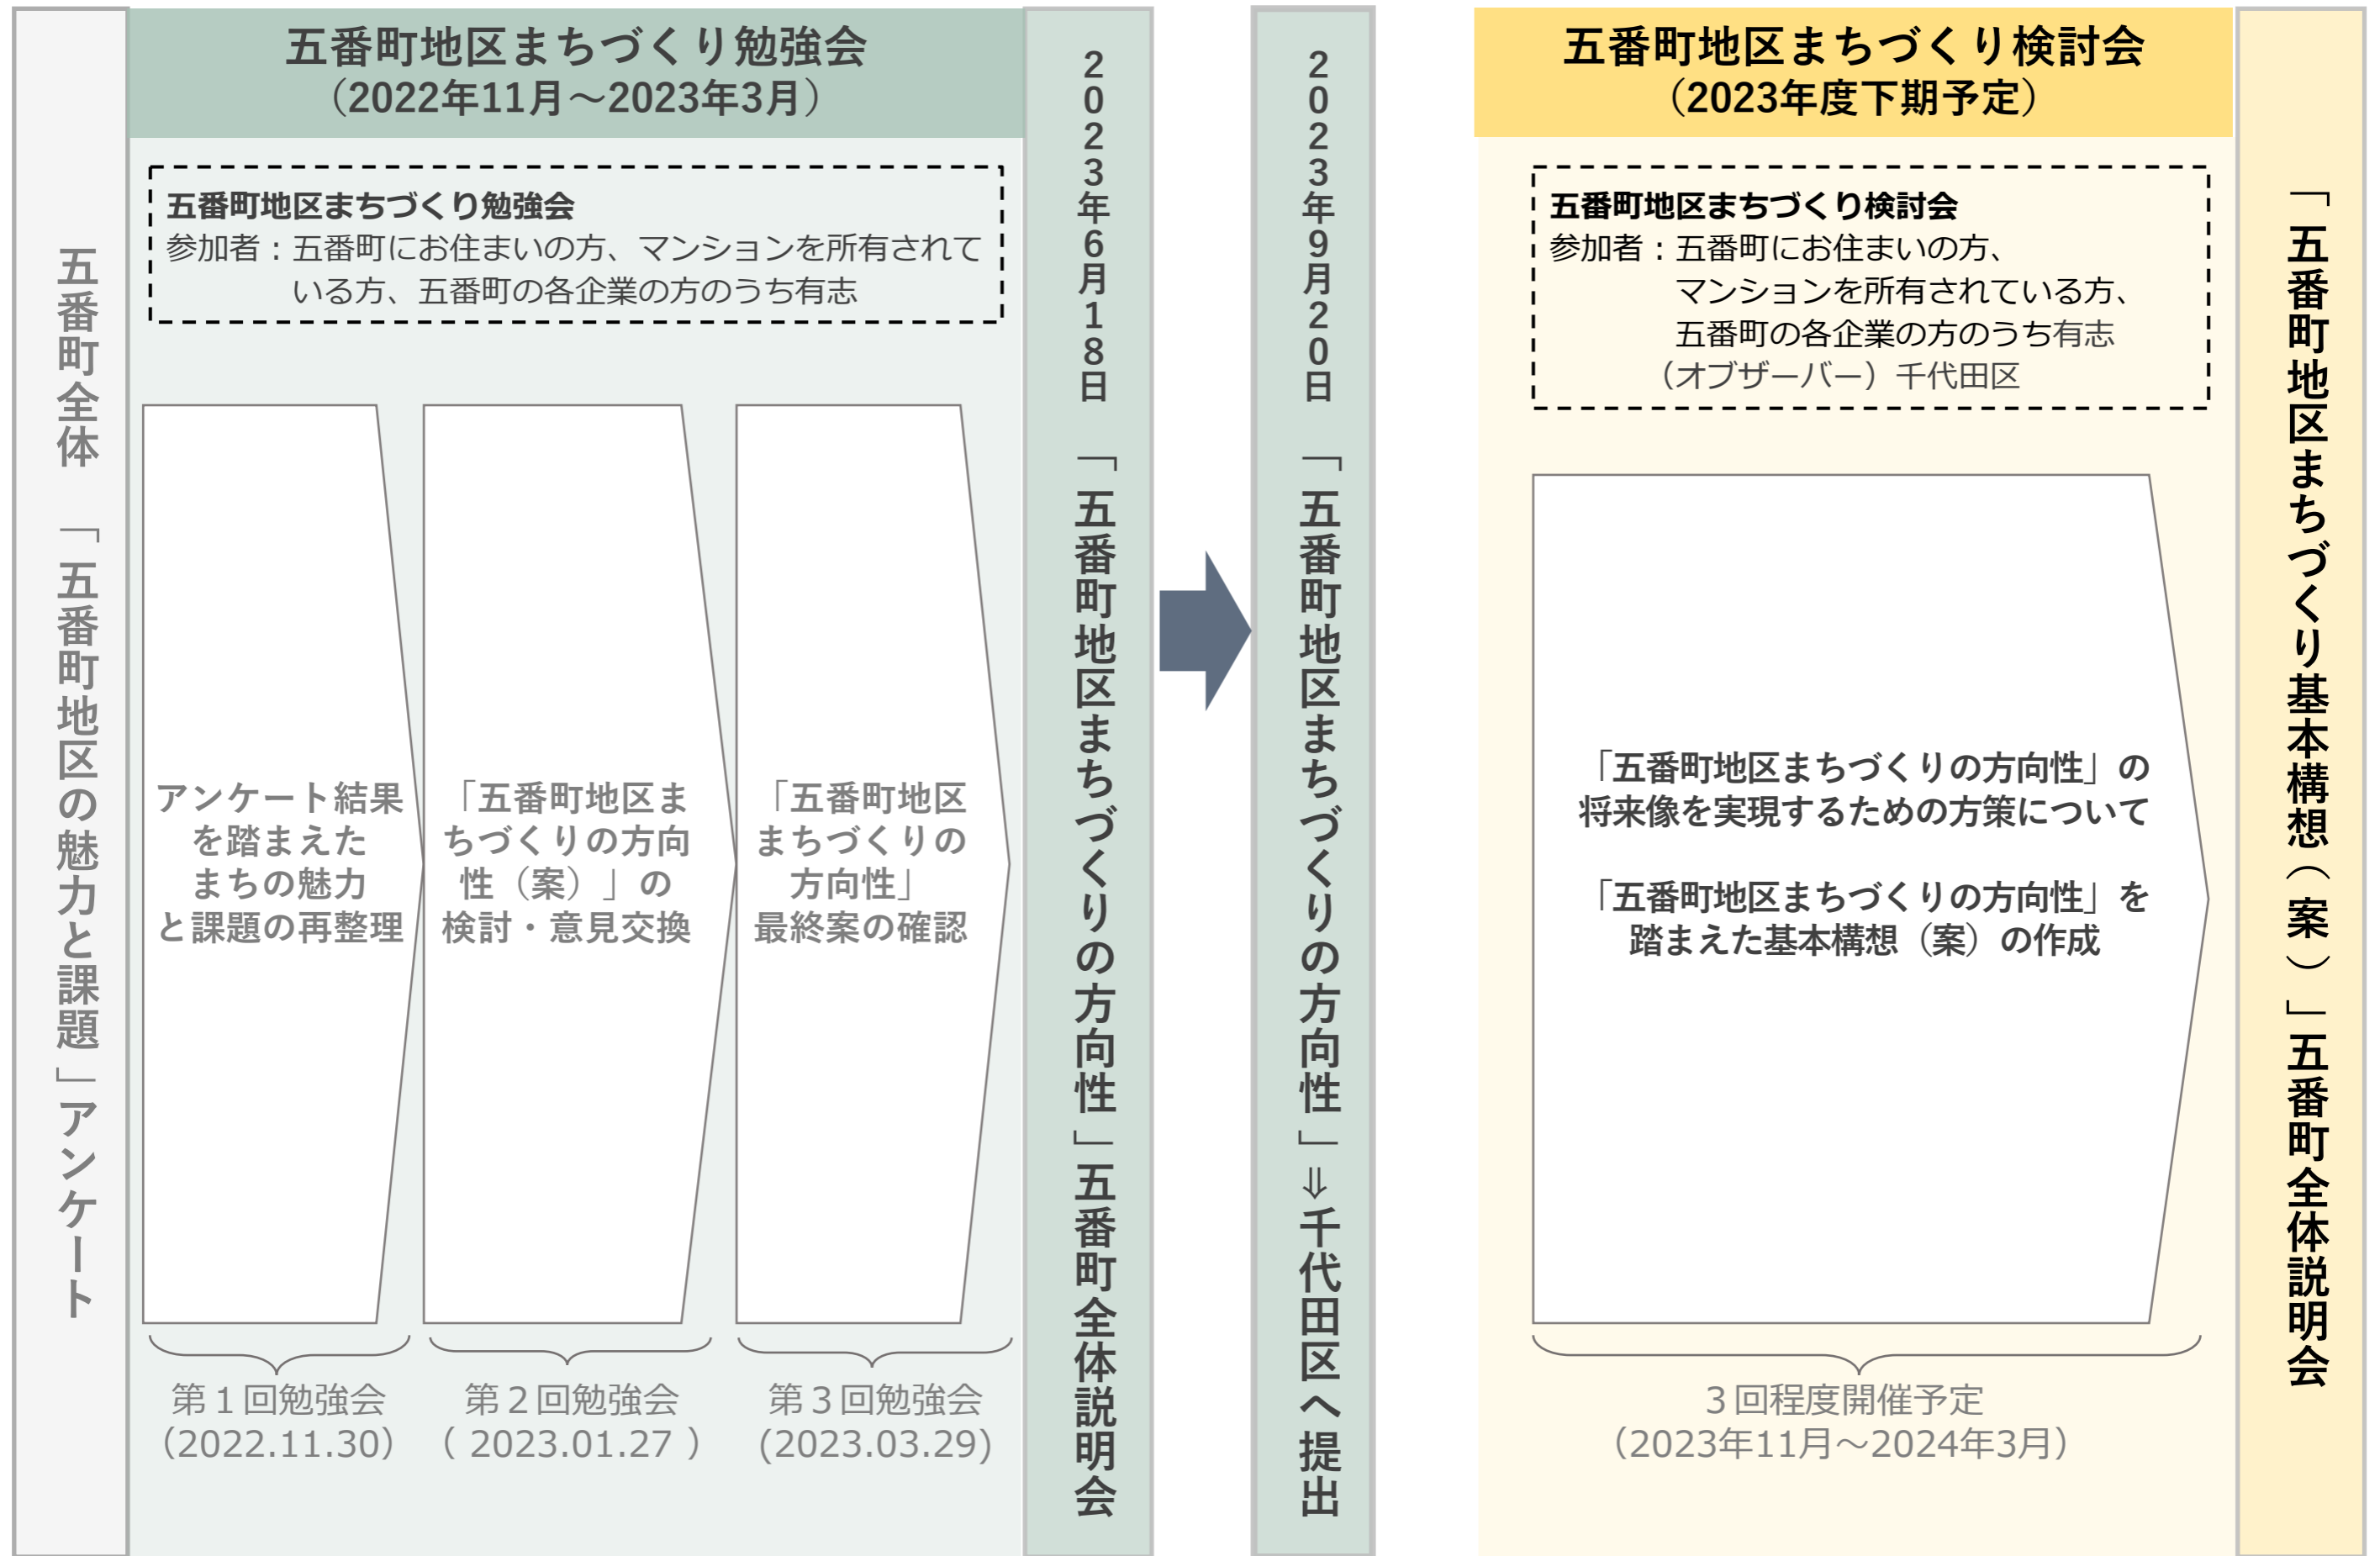 五番町全体　「五番町地区の魅力と課題」アンケート
五番町地区まちづくり勉強会
（2022年11月～2023年3月）
五番町地区まちづくり勉強会
参加者：五番町にお住まいの方、マンションを所有されて
いる方、五番町の各企業の方のうち有志
アンケート結果
を踏まえた
まちの魅力
と課題の再整理
第１回勉強会
（2022.11.30）
「五番町地区ま
ちづくりの方向
性（案）」の
検討・意見交換
第２回勉強会
（ 2023.01.27 ）
「五番町地区
まちづくりの
方向性」
最終案の確認
第３回勉強会
(2023.03.29)
2023年6月18日　「五番町地区まちづくりの方向性」五番町全体説明会
2023年9月20日　「五番町地区まちづくりの方向性」⇒千代田区へ提出
五番町地区まちづくり検討会
（2023年度下期予定）
五番町地区まちづくり検討会
参加者：五番町にお住まいの方、
マンションを所有されている方、
五番町の各企業の方のうち有志
（オブザーバー）千代田区
「五番町地区まちづくりの方向性」の
将来像を実現するための方策について
「五番町地区まちづくりの方向性」を
踏まえた基本構想（案）の作成
３回程度開催予定
（2023年11月～2024年3月）
「五番町地区まちづくり基本構想（案）」五番町全体説明会